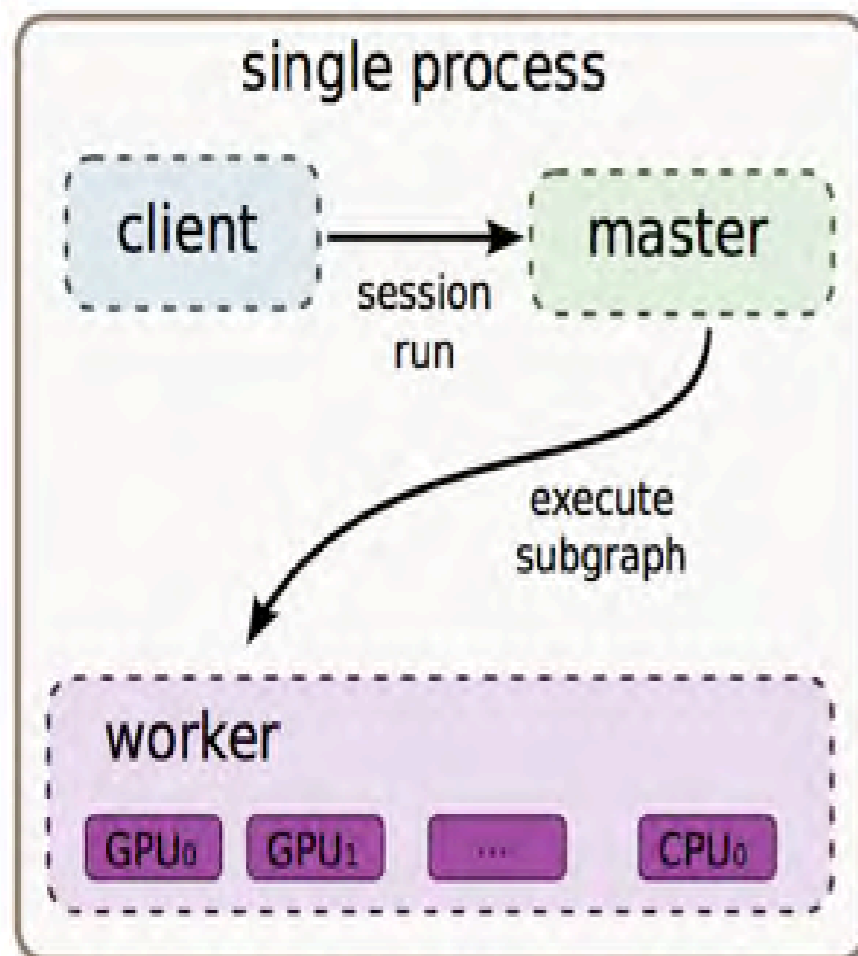 single process
client
master
session
run
execute
subgraph
worker
GPU₀ GPU₁ ... CPU₀